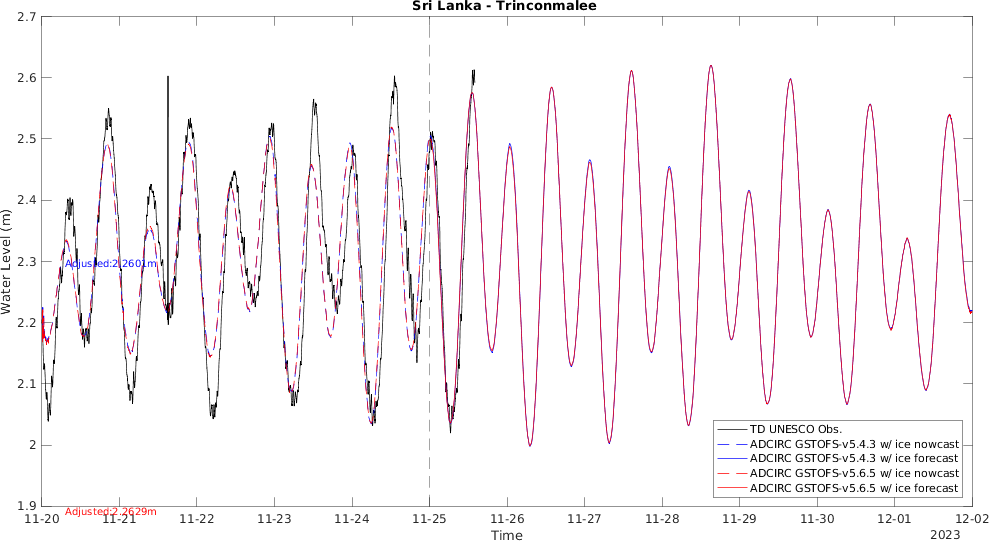 Sri Lanka - Trinconmalee
2.7
2.6
2.5
2.4
2.3
2.2
2.1
2
1.9
Water Level (m)
Adjusted:2.2601m
Adjusted:2.2629m
TD UNESCO Obs.
ADCIRC GSTOFS-v5.4.3 w/ ice nowcast
ADCIRC GSTOFS-v5.4.3 w/ ice forecast
ADCIRC GSTOFS-v5.6.5 w/ ice nowcast
ADCIRC GSTOFS-v5.6.5 w/ ice forecast
11-20 11-21 11-22 11-23 11-24 11-25 11-26 11-27 11-28 11-29 11-30 12-01 12-02
Time
2023